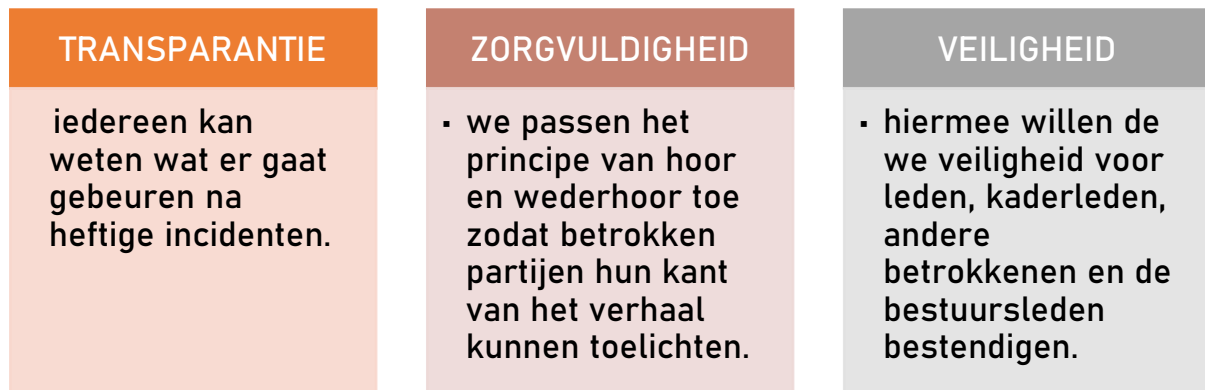 TRANSPARANTIE
iedereen kan
weten wat er gaat
gebeuren na
heftige incidenten.
ZORGVULDIGHEID
▪ we passen het
principe van hoor
en wederhoor toe
zodat betrokken
partijen hun kant
van het verhaal
kunnen toelichten.
VEILIGHEID
▪ hiermee willen de
we veiligheid voor
leden, kaderleden,
andere
betrokkenen en de
bestuursleden
bestendigen.